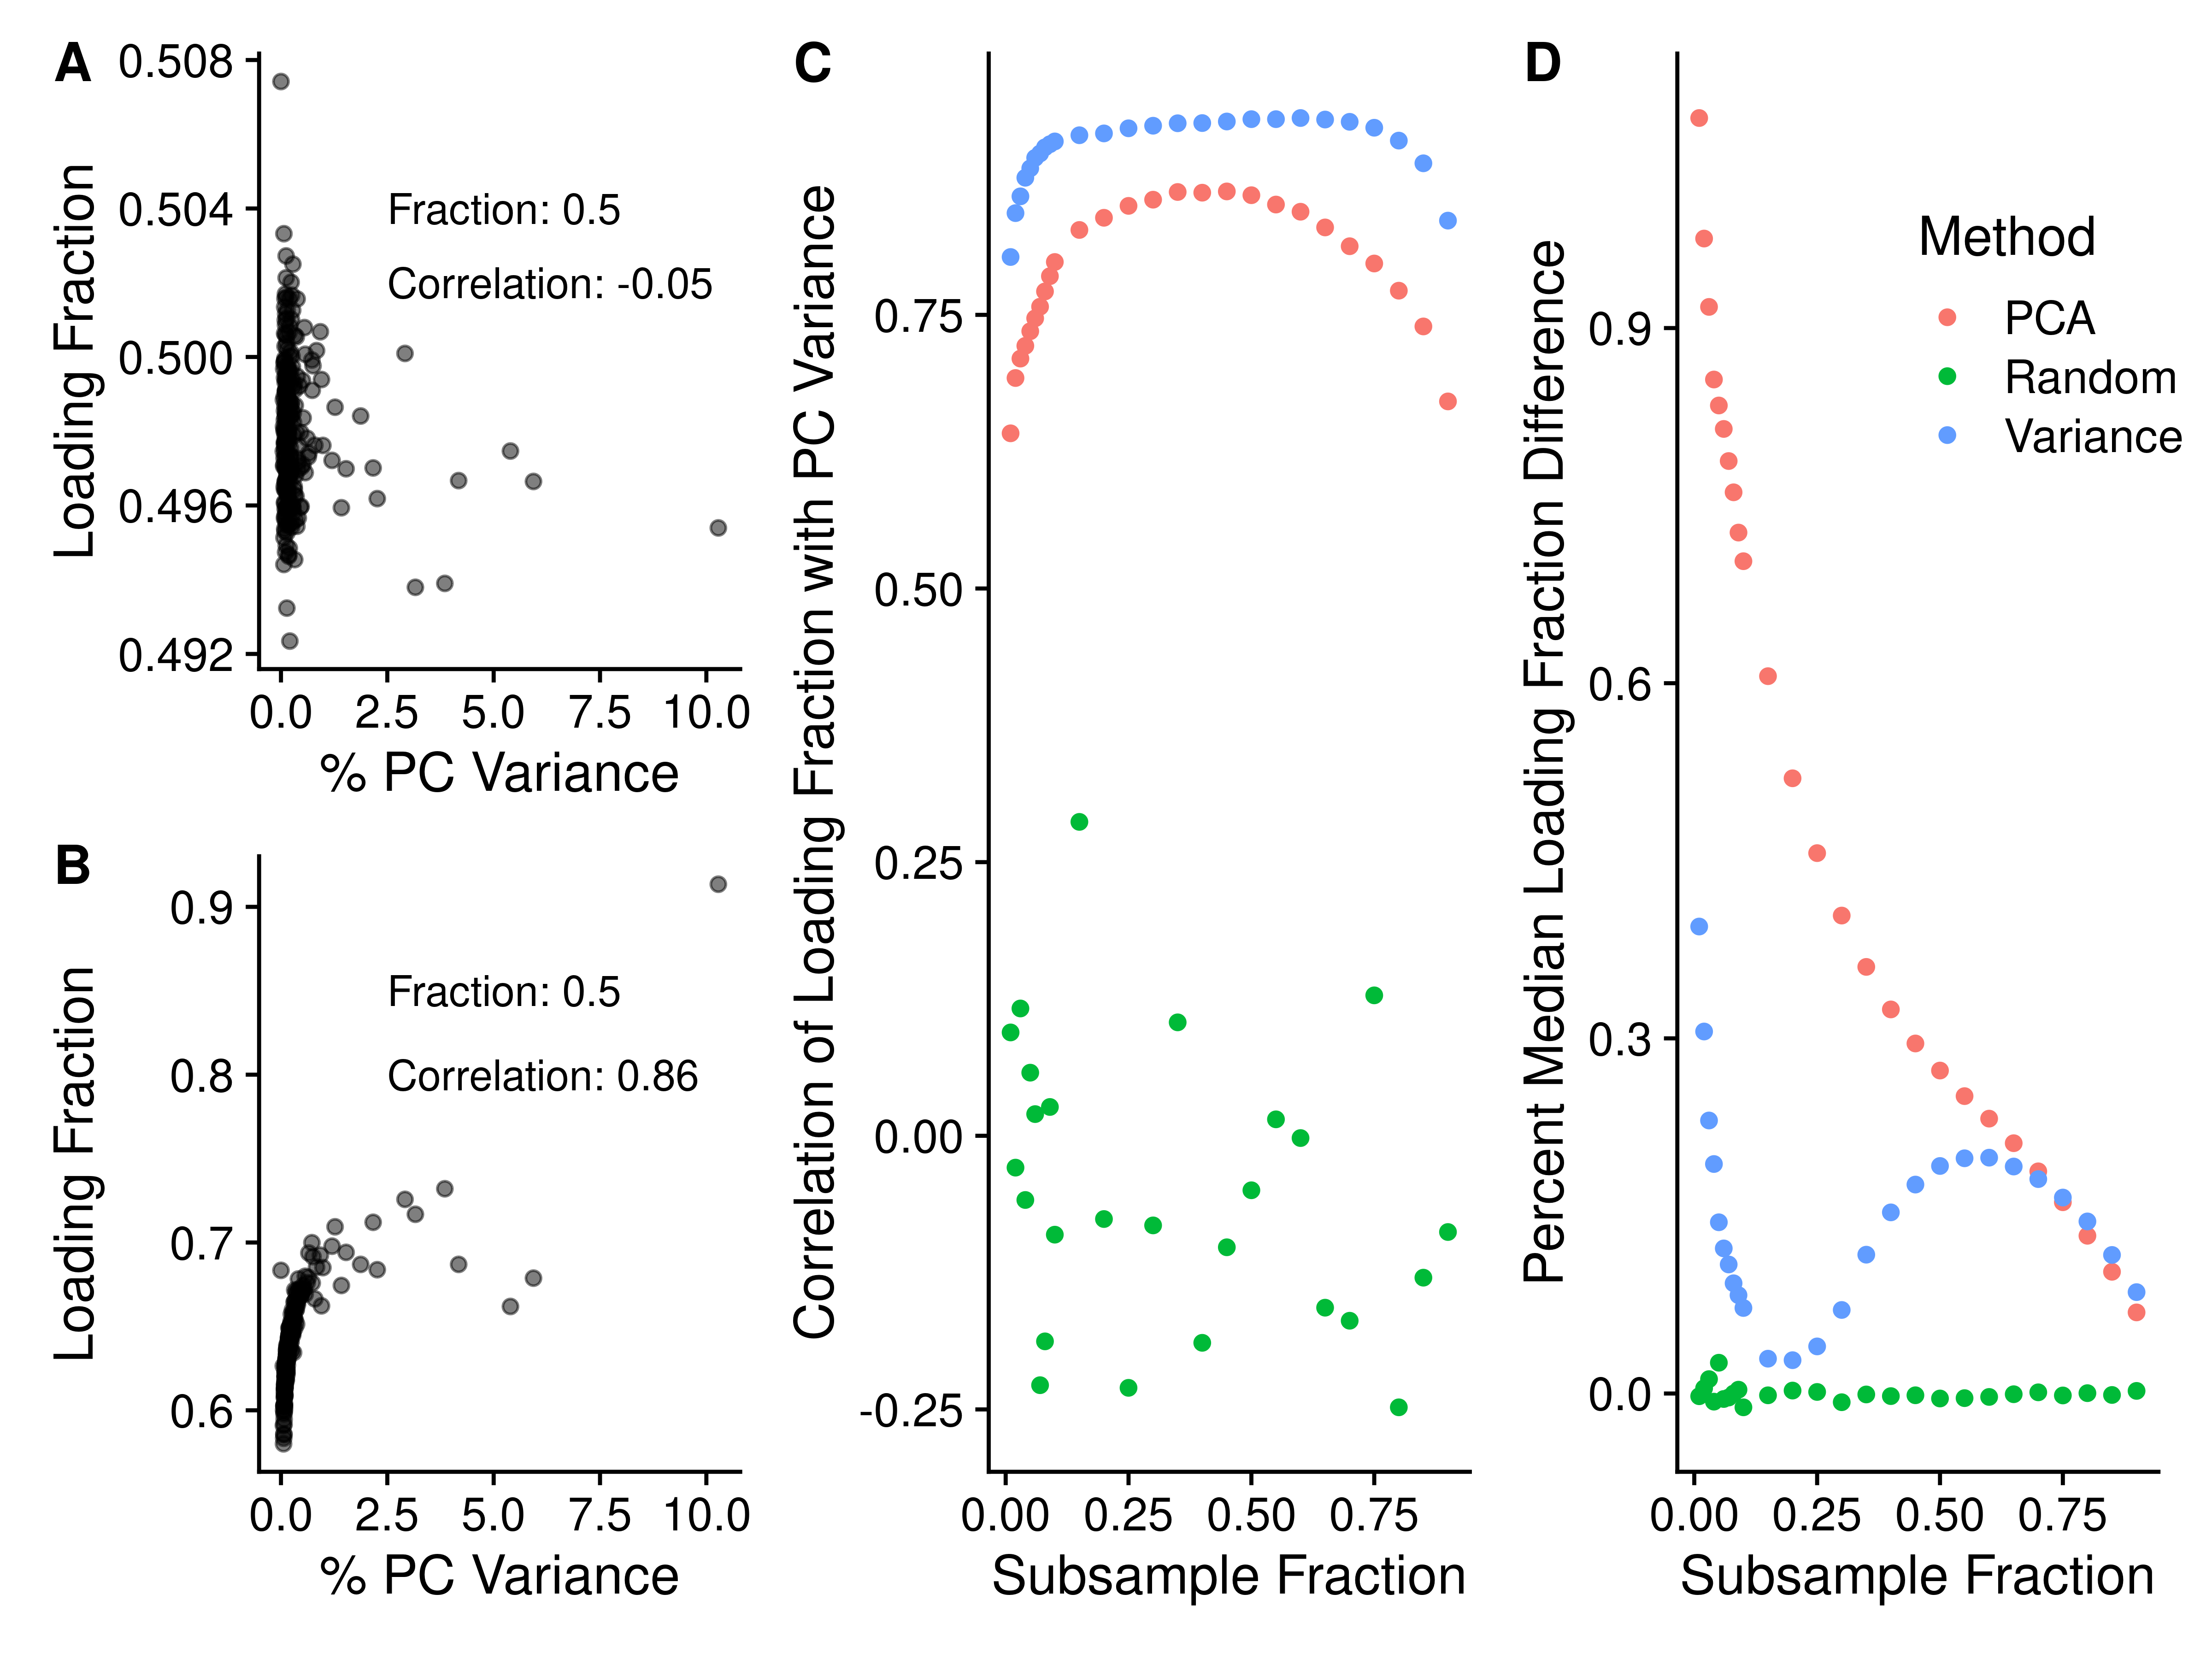 A
0.508
0.504
0.500
0.496
0.492
Loading Fraction
Fraction: 0.5
Correlation: -0.05
0.0 2.5 5.0 7.5 10.0
% PC Variance
B
0.9
0.8
0.7
0.6
Loading Fraction
Fraction: 0.5
Correlation: 0.86
0.0 2.5 5.0 7.5 10.0
% PC Variance
C
Correlation of Loading Fraction with PC Variance
0.75
0.50
0.25
0.00
-0.25
0.00 0.25 0.50 0.75
Subsample Fraction
D
Percent Median Loading Fraction Difference
0.9
0.6
0.3
0.0
0.00 0.25 0.50 0.75
Subsample Fraction
Method
PCA
Random
Variance